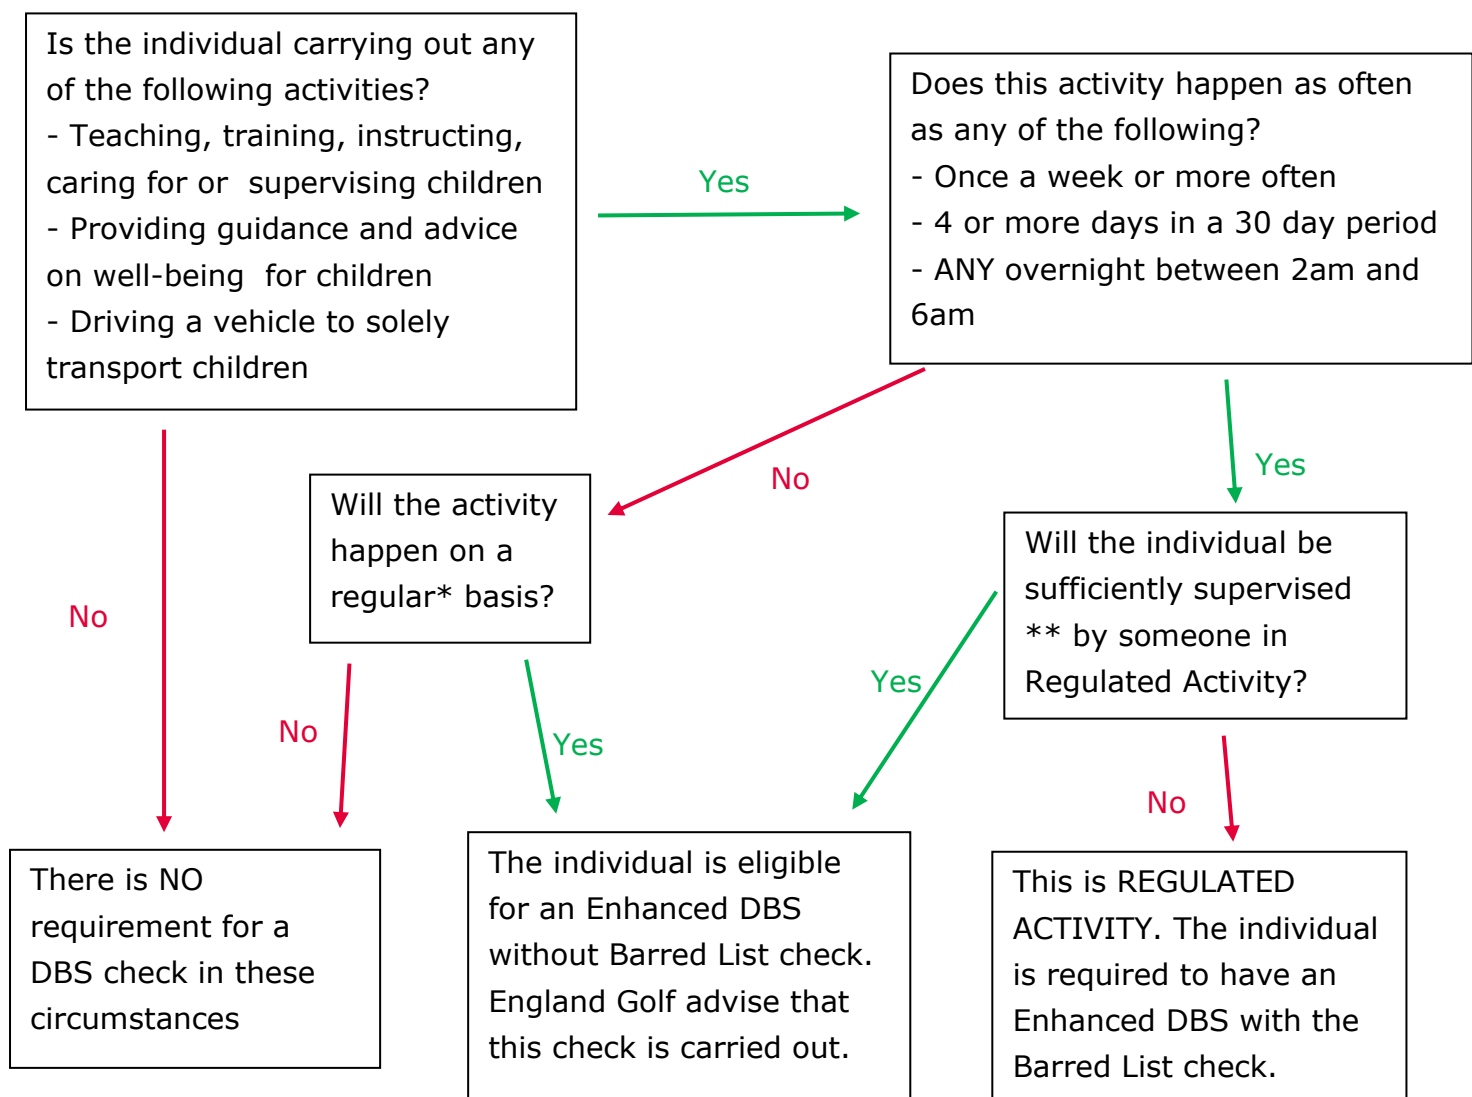 Is the individual carrying out any
of the following activities?
- Teaching, training, instructing,
caring for or supervising children
- Providing guidance and advice
on well-being for children
- Driving a vehicle to solely
transport children
Yes
Does this activity happen as often
as any of the following?
- Once a week or more often
- 4 or more days in a 30 day period
- ANY overnight between 2am and
6am
No
No
Yes
Will the activity
happen on a
regular* basis?
Will the individual be
sufficiently supervised
** by someone in
Regulated Activity?
No
Yes
Yes
No
There is NO
requirement for a
DBS check in these
circumstances
The individual is eligible
for an Enhanced DBS
without Barred List check.
England Golf advise that
this check is carried out.
This is REGULATED
ACTIVITY. The individual
is required to have an
Enhanced DBS with the
Barred List check.